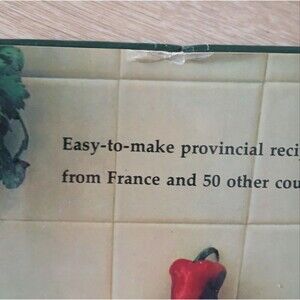 Easy-to-make provincial reci
from France and 50 other cou